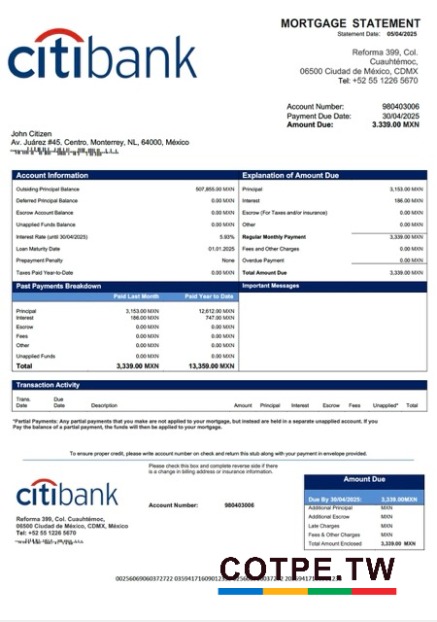 MORTGAGE STATEMENT
Statement Date: 05/04/2025
citibank
Reforma 399, Col.
Cuauhtémoc,
06500 Ciudad de México, CDMX
Tel: +52 55 1226 5670
Account Number: 980403006
Payment Due Date: 30/04/2025
Amount Due: 3.339.00 MXN
John Citizen
Av. Juárez #45, Centro, Monterrey, NL, 64000, México
Account Information
Outsiding Principal Balance 507,855.00 MXN
Deferred Principal Balance 0.00 MXN
Escrow Account Balance 0.00 MXN
Unapplied Funds Balance 0.00 MXN
Interest Rate (until 30/04/2025) 5.93%
Loan Maturity Date 01.01.2025
Prepayment Penalty None
Taxes Paid Year-to-Date 0.00 MXN
Explanation of Amount Due
Principal 3,153.00 MXN
Interest 186.00 MXN
Escrow (For Taxes and/or Insurance) 0.00 MXN
Other 0.00 MXN
Regular Monthly Payment 3,339.00 MXN
Fees and Other Charges 0.00 MXN
Overdue Payment 0.00 MXN
Total Amount Due 3,339.00 MXN
Past Payments Breakdown
Paid Last Month Paid Year to Date
Principal 3,153.00 MXN 12,612.00 MXN
Interest 186.00 MXN 747.00 MXN
Escrow 0.00 MXN 0.00 MXN
Fees 0.00 MXN 0.00 MXN
Other 0.00 MXN 0.00 MXN
Unapplied Funds 0.00 MXN 0.00 MXN
Total 3,339.00 MXN 13,359.00 MXN
Important Messages
Transaction Activity
Trans. Date Due Date Description Amount Principal Interest Escrow Fees Unapplied* Total
*Partial Payments: Any partial payments that you make are not applied to your mortgage, but instead are held in a separate unapplied account. If you
Pay the balance of a partial payment, the funds will then be applied to your mortgage.
To ensure proper credit, please write account number on check and return this stub along with your payment in envelope provided.
Please check this box and complete reverse side if there
is a change in billing address or insurance information.
citibank
Reforma 399, Col. Cuauhtémoc,
06500 Ciudad de México, CDMX, México
Tel: +52 55 1226 5670
Account Number: 980403006
Amount Due
Due By 30/04/2025: 3,339.00MXN
Additional Principal MXN
Additional Escrow MXN
Late Charges MXN
Fees & Other Charges MXN
Total Amount Enclosed 3,339.00 MXN
COTPE.TW